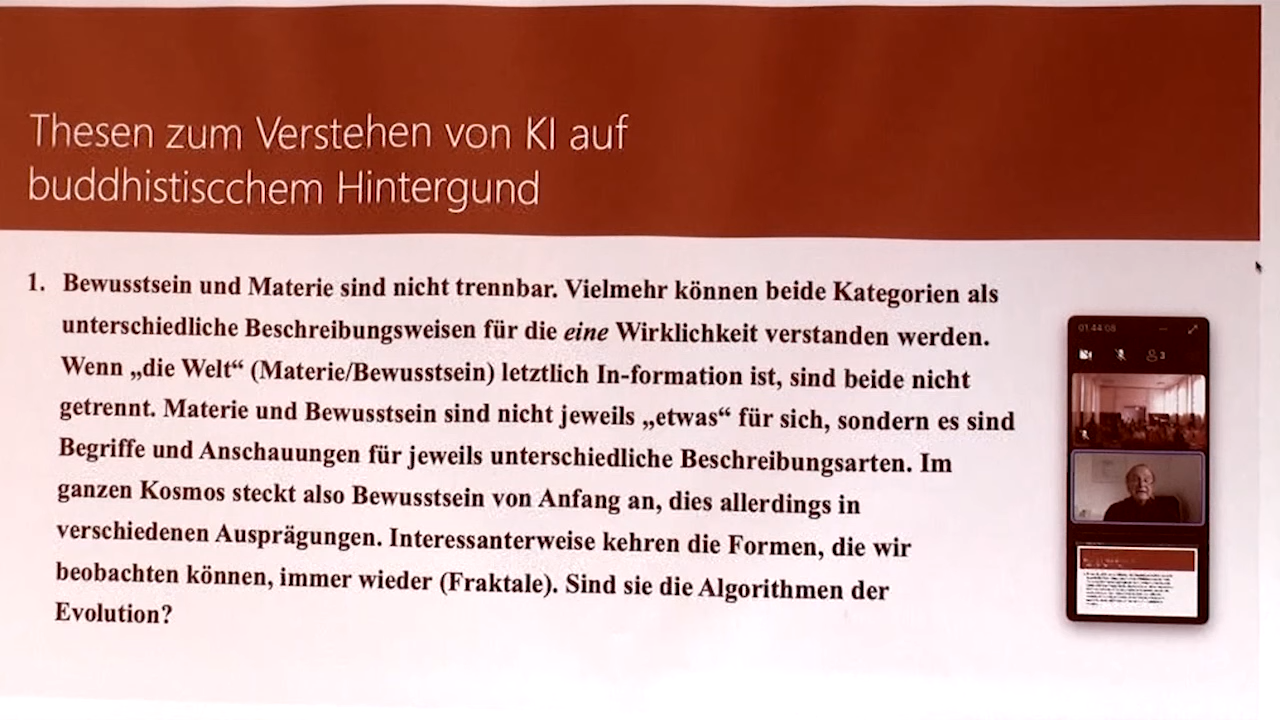 Thesen zum Verstehen von KI auf
buddhistiscchem Hintergund
1. Bewusstsein und Materie sind nicht trennbar. Vielmehr können beide Kategorien als
unterschiedliche Beschreibungsweisen für die eine Wirklichkeit verstanden werden.
Wenn „die Welt“ (Materie/Bewusstsein) letztlich In-formation ist, sind beide nicht
getrennt. Materie und Bewusstsein sind nicht jeweils „etwas“ für sich, sondern es sind
Begriffe und Anschauungen für jeweils unterschiedliche Beschreibungsarten. Im
ganzen Kosmos steckt also Bewusstsein von Anfang an, dies allerdings in
verschiedenen Ausprägungen. Interessanterweise kehren die Formen, die wir
beobachten können, immer wieder (Fraktale). Sind sie die Algorithmen der
Evolution?
01:44:08
3